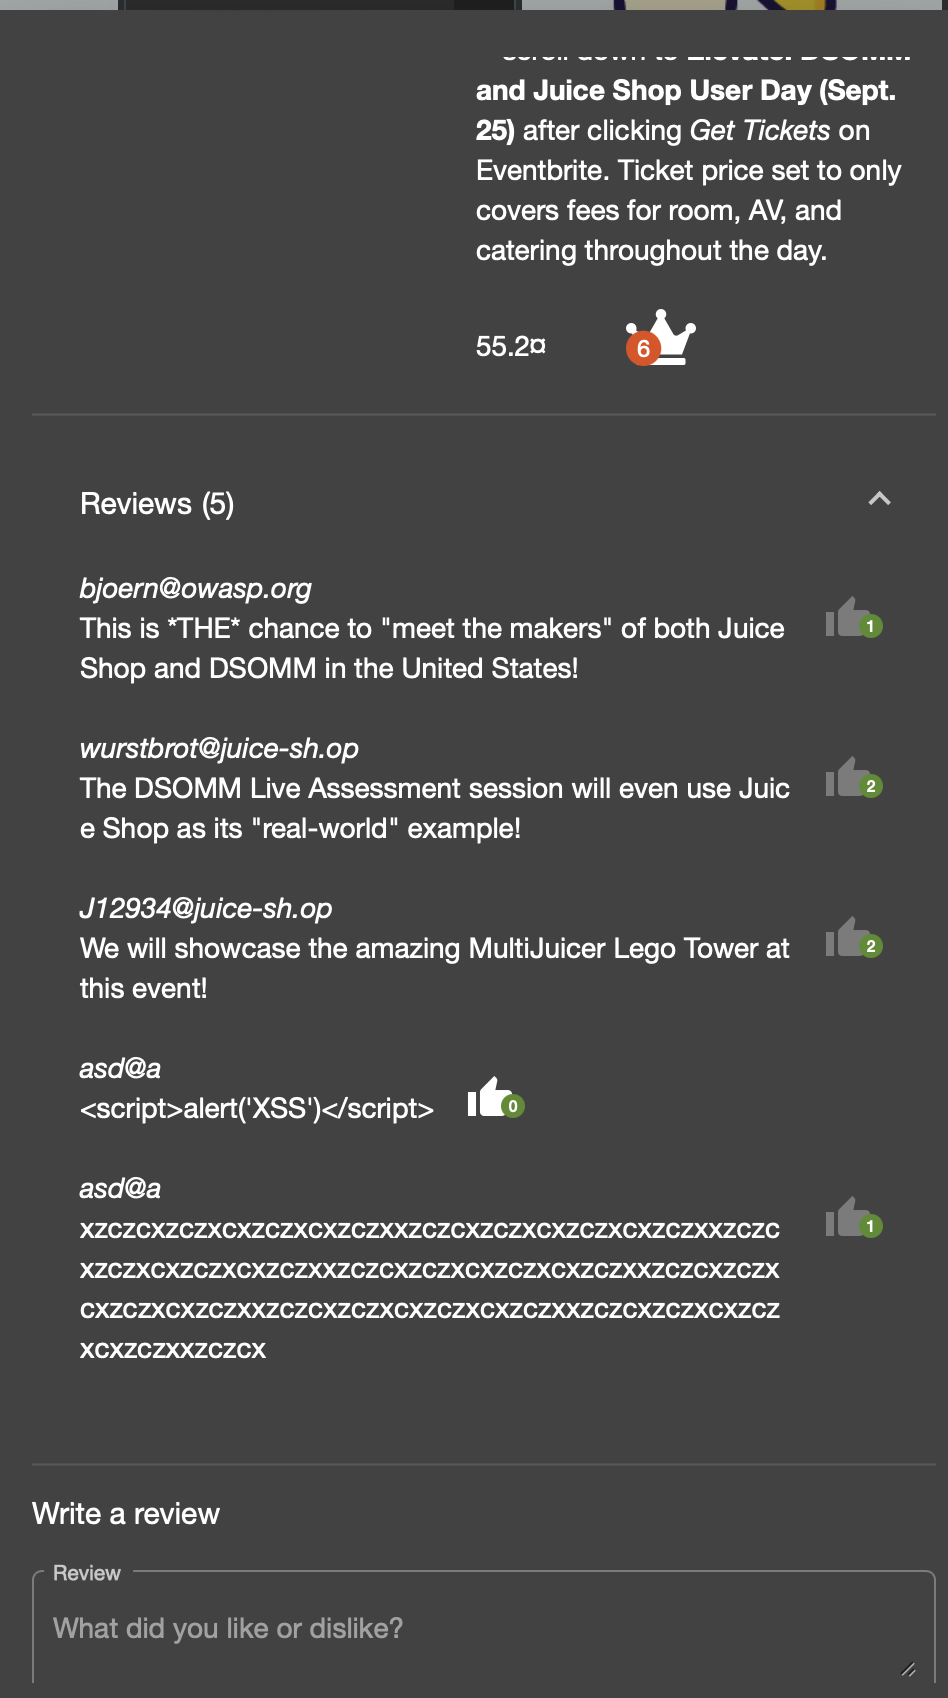 scroll down to Elevate: DSOMM
and Juice Shop User Day (Sept.
25) after clicking Get Tickets on
Eventbrite. Ticket price set to only
covers fees for room, AV, and
catering throughout the day.
55.2¤
6
Reviews (5)
bjoern@owasp.org
This is *THE* chance to "meet the makers" of both Juice
Shop and DSOMM in the United States!
1
wurstbrot@juice-sh.op
The DSOMM Live Assessment session will even use Juic
e Shop as its "real-world" example!
2
J12934@juice-sh.op
We will showcase the amazing MultiJuicer Lego Tower at
this event!
2
asd@a
<script>alert('XSS')</script>
0
asd@a
xzczcxzczxcxzczxcxzczxxzczcxzczxcxzczxcxzczxxzczc
xzczxcxzczxcxzczxxzczcxzczxcxzczxcxzczxxzczcxzczx
cxzczxcxzczxxzczcxzczxcxzczxcxzczxxzczcxzczxcxzcz
xcxzczxxzczcx
1
Write a review
Review
What did you like or dislike?